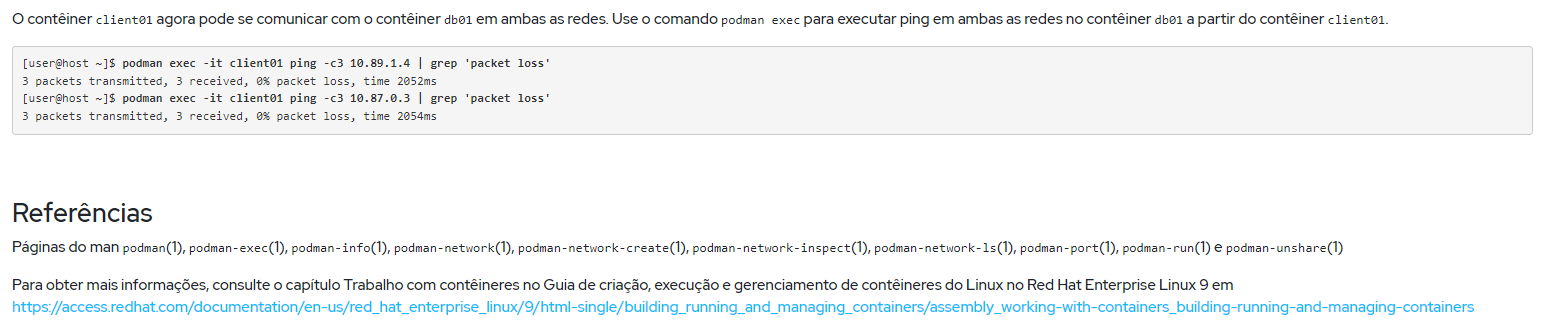 O contêiner client01 agora pode se comunicar com o contêiner db01 em ambas as redes. Use o comando podman exec para executar ping em ambas as redes no contêiner db01 a partir do contêiner client01.
[user@host ~]$ podman exec -it client01 ping -c3 10.89.1.4 | grep 'packet loss'
3 packets transmitted, 3 received, 0% packet loss, time 2052ms
[user@host ~]$ podman exec -it client01 ping -c3 10.87.0.3 | grep 'packet loss'
3 packets transmitted, 3 received, 0% packet loss, time 2054ms
Referências
Páginas do man podman(1), podman-exec(1), podman-info(1), podman-network(1), podman-network-create(1), podman-network-inspect(1), podman-network-ls(1), podman-port(1), podman-run(1) e podman-unshare(1)
Para obter mais informações, consulte o capítulo Trabalho com contêineres no Guia de criação, execução e gerenciamento de contêineres do Linux no Red Hat Enterprise Linux 9 em
https://access.redhat.com/documentation/en-us/red_hat_enterprise_linux/9/html-single/building_running_and_managing_containers/assembly_working-with-containers_building-running-and-managing-containers